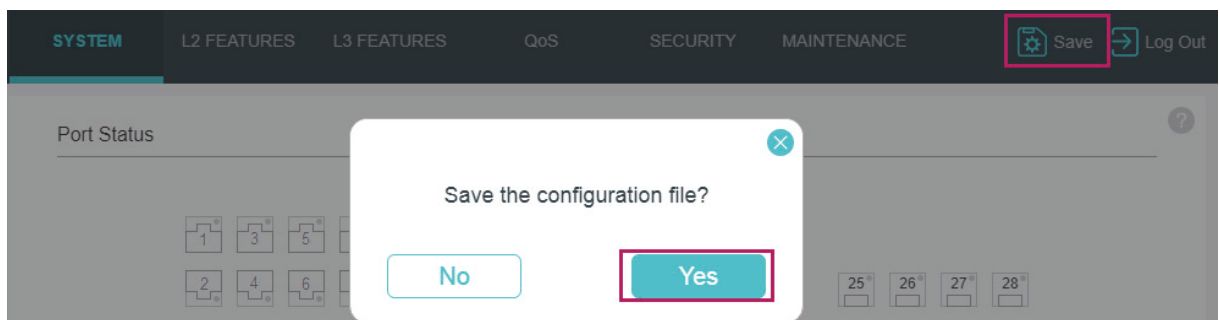 SYSTEM L2 FEATURES L3 FEATURES QoS SECURITY MAINTENANCE Save Log Out
Port Status ?
Save the configuration file?
1 3 5
No Yes
2 4 6 25 26 27 28